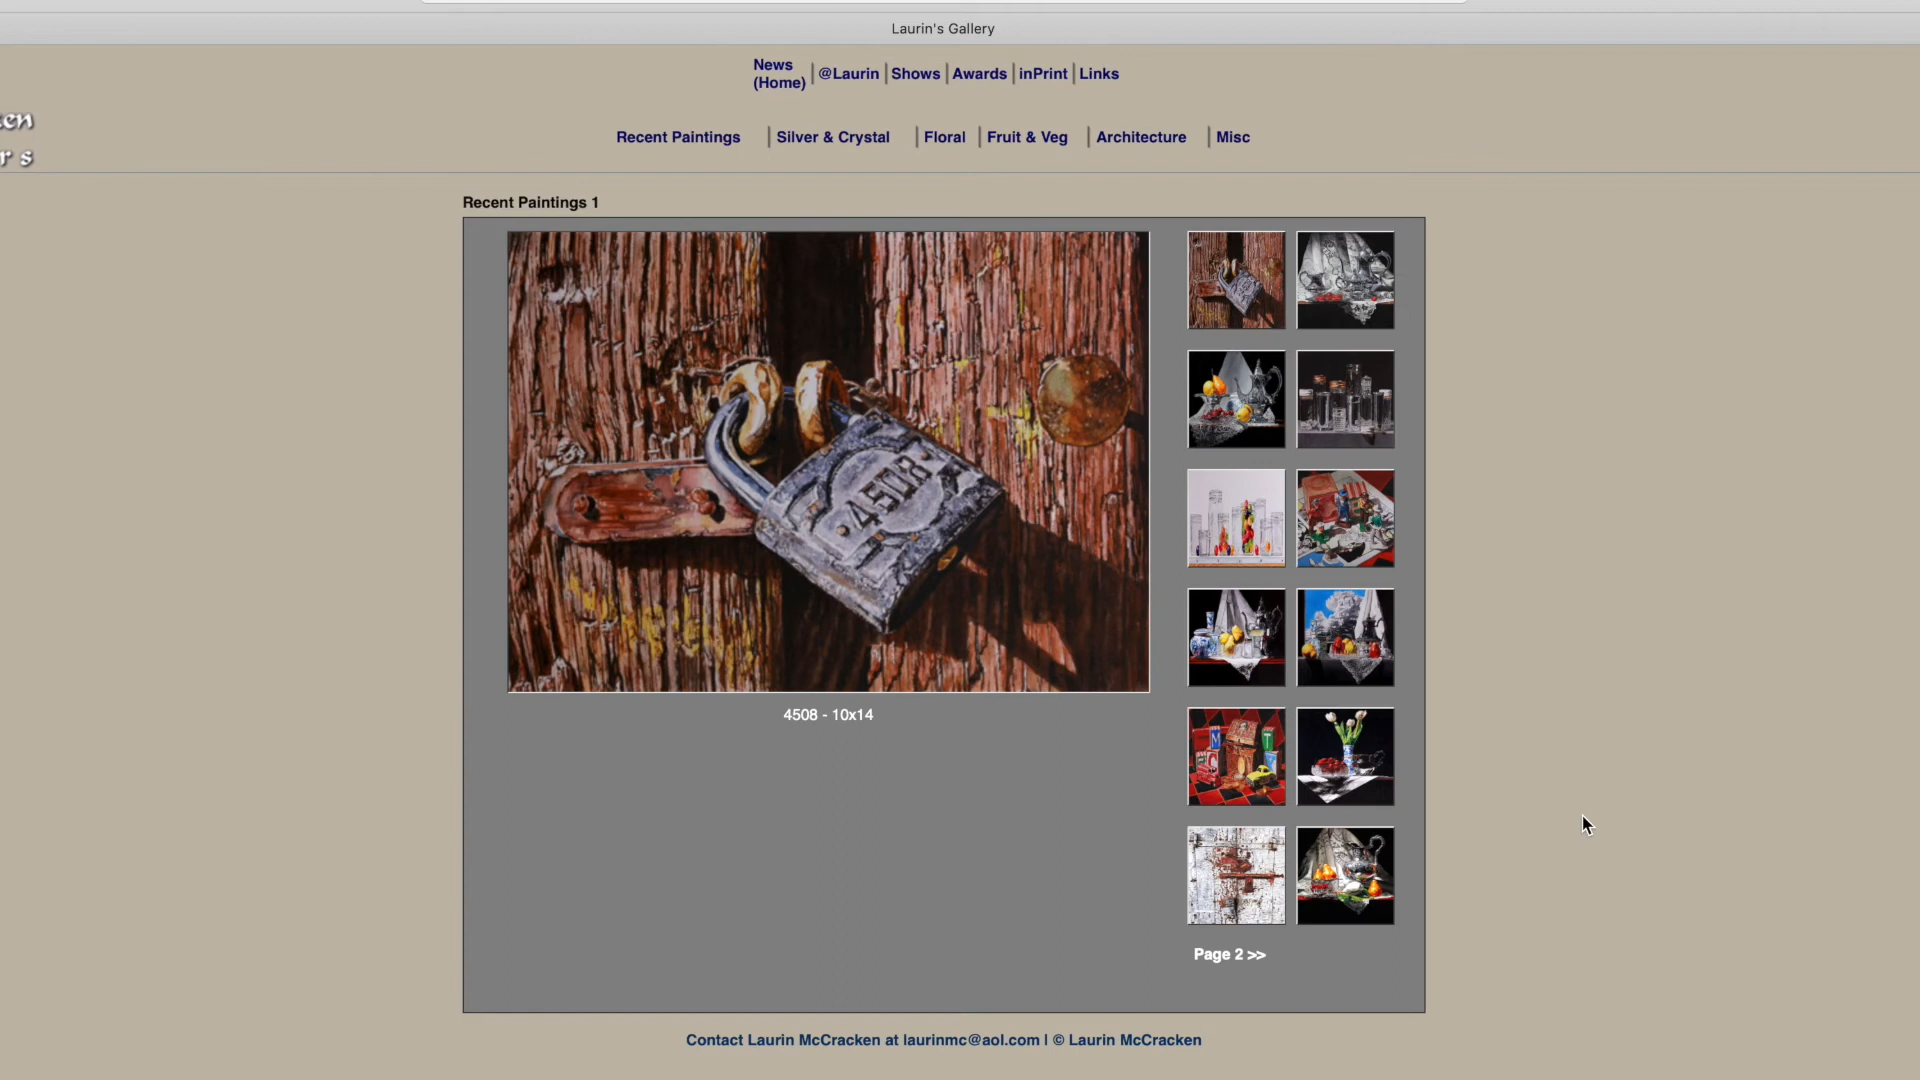 Laurin's Gallery
News
(Home)
@Laurin
Shows
Awards
inPrint
Links
Recent Paintings
Silver & Crystal
Floral
Fruit & Veg
Architecture
Misc
Recent Paintings 1
4508
4508 - 10x14
Page 2 >>
Contact Laurin McCracken at laurinmc@aol.com | © Laurin McCracken